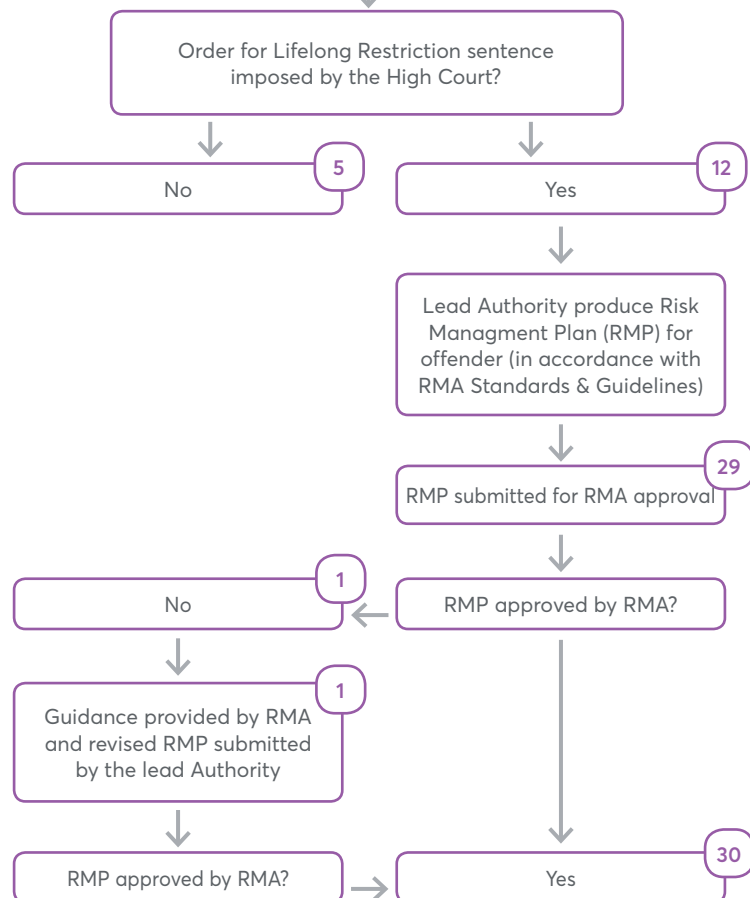 Order for Lifelong Restriction sentence
imposed by the High Court?
5
No
12
Yes
Lead Authority produce Risk
Managment Plan (RMP) for
offender (in accordance with
RMA Standards & Guidelines)
29
RMP submitted for RMA approval
1
No
RMP approved by RMA?
1
Guidance provided by RMA
and revised RMP submitted
by the lead Authority
RMP approved by RMA?
30
Yes